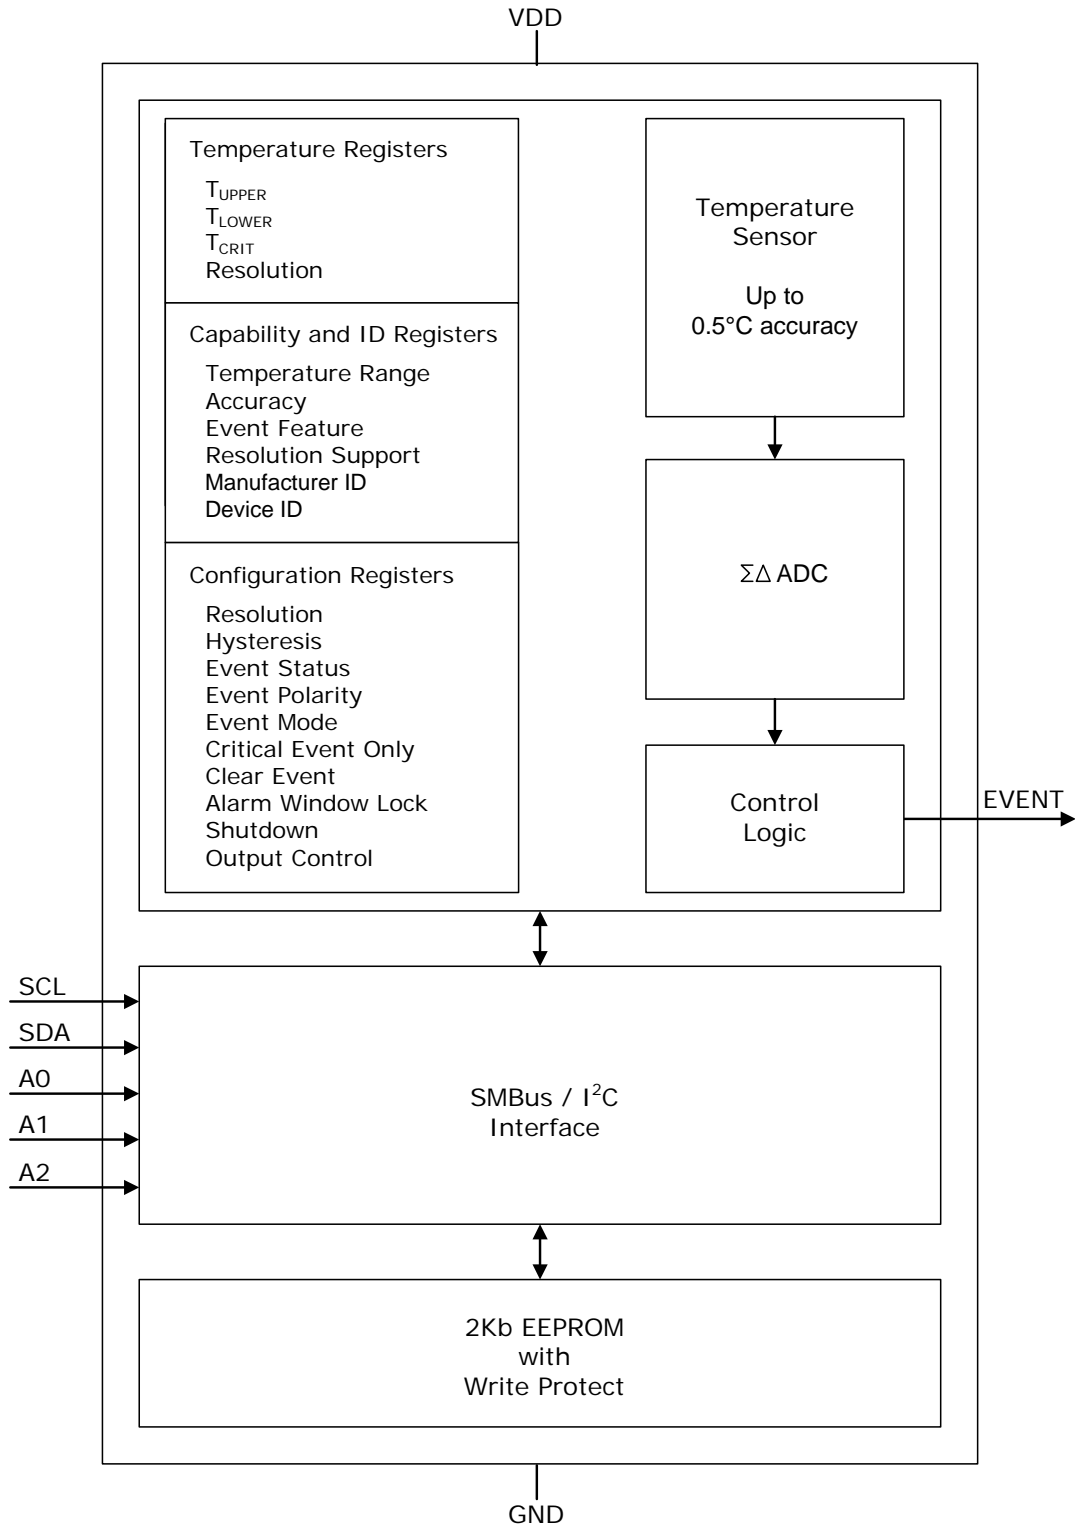 VDD
Temperature Registers
TUPPER
TLOWER
TCRIT
Resolution
Capability and ID Registers
Temperature Range
Accuracy
Event Feature
Resolution Support
Manufacturer ID
Device ID
Configuration Registers
Resolution
Hysteresis
Event Status
Event Polarity
Event Mode
Critical Event Only
Clear Event
Alarm Window Lock
Shutdown
Output Control
Temperature
Sensor
Up to
0.5°C accuracy
ΣΔ ADC
Control
Logic
EVENT
SCL
SDA
A0
A1
A2
SMBus / I²C
Interface
2Kb EEPROM
with
Write Protect
GND